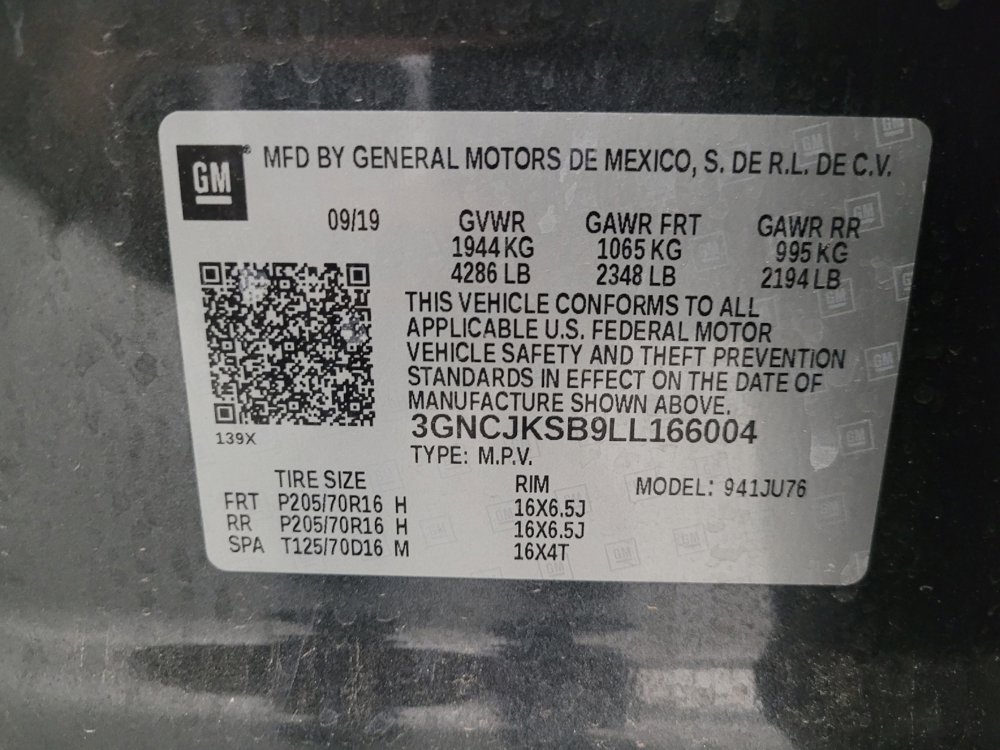 GM ® MFD BY GENERAL MOTORS DE MEXICO, S. DE R.L. DE C.V.
09/19 GVWR GAWR FRT GAWR RR
1944 KG 1065 KG 995 KG
4286 LB 2348 LB 2194 LB
THIS VEHICLE CONFORMS TO ALL
APPLICABLE U.S. FEDERAL MOTOR
VEHICLE SAFETY AND THEFT PREVENTION
STANDARDS IN EFFECT ON THE DATE OF
MANUFACTURE SHOWN ABOVE.
139X 3GNCJKSB9LL166004
TYPE: M.P.V.
TIRE SIZE RIM MODEL: 941JU76
FRT P205/70R16 H 16X6.5J
RR P205/70R16 H 16X6.5J
SPA T125/70D16 M 16X4T